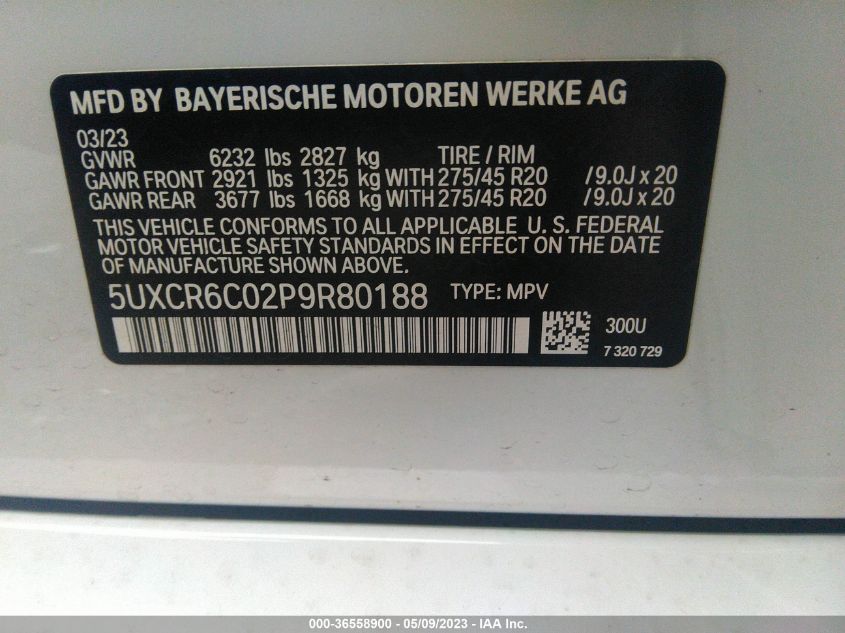 MFD BY BAYERISCHE MOTOREN WERKE AG
03/23
GVWR 6232 lbs 2827 kg TIRE / RIM
GAWR FRONT 2921 lbs 1325 kg WITH 275/45 R20 /9.0J x 20
GAWR REAR 3677 lbs 1668 kg WITH 275/45 R20 /9.0J x 20
THIS VEHICLE CONFORMS TO ALL APPLICABLE U. S. FEDERAL
MOTOR VEHICLE SAFETY STANDARDS IN EFFECT ON THE DATE
OF MANUFACTURE SHOWN ABOVE.
5UXCR6C02P9R80188 TYPE: MPV
300U
7 320 729
000-36558900 - 05/09/2023 - IAA Inc.